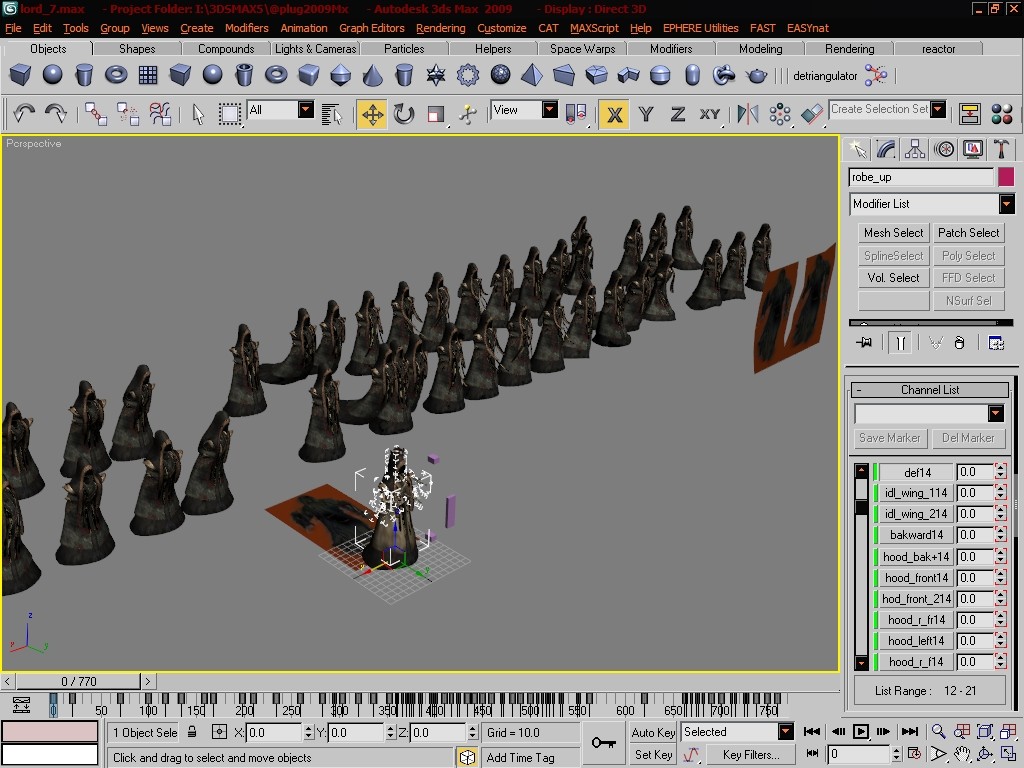 lord_7.max - Project Folder: I:\3DSMAX5\@plug2009Mx - Autodesk 3ds Max 2009 - Display : Direct 3D
File Edit Tools Group Views Create Modifiers Animation Graph Editors Rendering Customize CAT MAXScript Help EPHERE Utilities FAST EASYnat
Objects Shapes Compounds Lights & Cameras Particles Helpers Space Warps Modifiers Modeling Rendering reactor
detriangulator
All View X Y Z XY Create Selection Set
Perspective
robe_up
Modifier List
Mesh Select Patch Select
SplineSelect Poly Select
Vol. Select FFD Select
NSurf Sel
- Channel List
Save Marker Del Marker
def14 0.0
idl_wing_114 0.0
idl_wing_214 0.0
bakward14 0.0
hood_bak+14 0.0
hood_front14 0.0
hod_front_214 0.0
hood_r_fr14 0.0
hood_left14 0.0
hood_r_f14 0.0
List Range : 12 - 21
z
x y
x y
< 0 / 770 >
0 50 100 150 200 250 300 350 400 450 500 550 600 650 700 750
1 Object Sele X: 0.0 Y: 0.0 Z: 0.0 Grid = 10.0 Auto Key Selected
Click and drag to select and move objects Add Time Tag Set Key Key Filters... 0